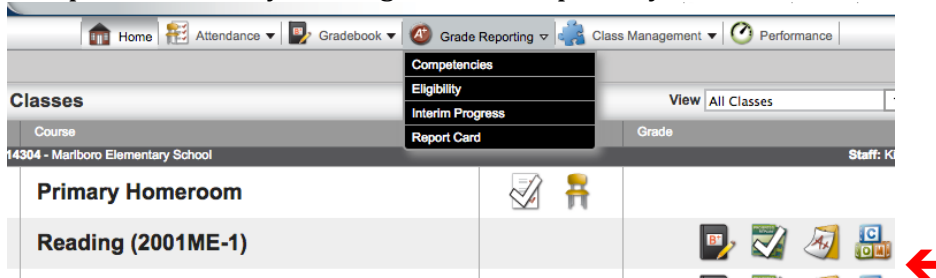 Home Attendance Gradebook Grade Reporting Class Management Performance
Competencies
Eligibility
Interim Progress
Report Card
Classes View All Classes
Course Grade
14304 - Marlboro Elementary School Staff:
Primary Homeroom
Reading (2001ME-1)